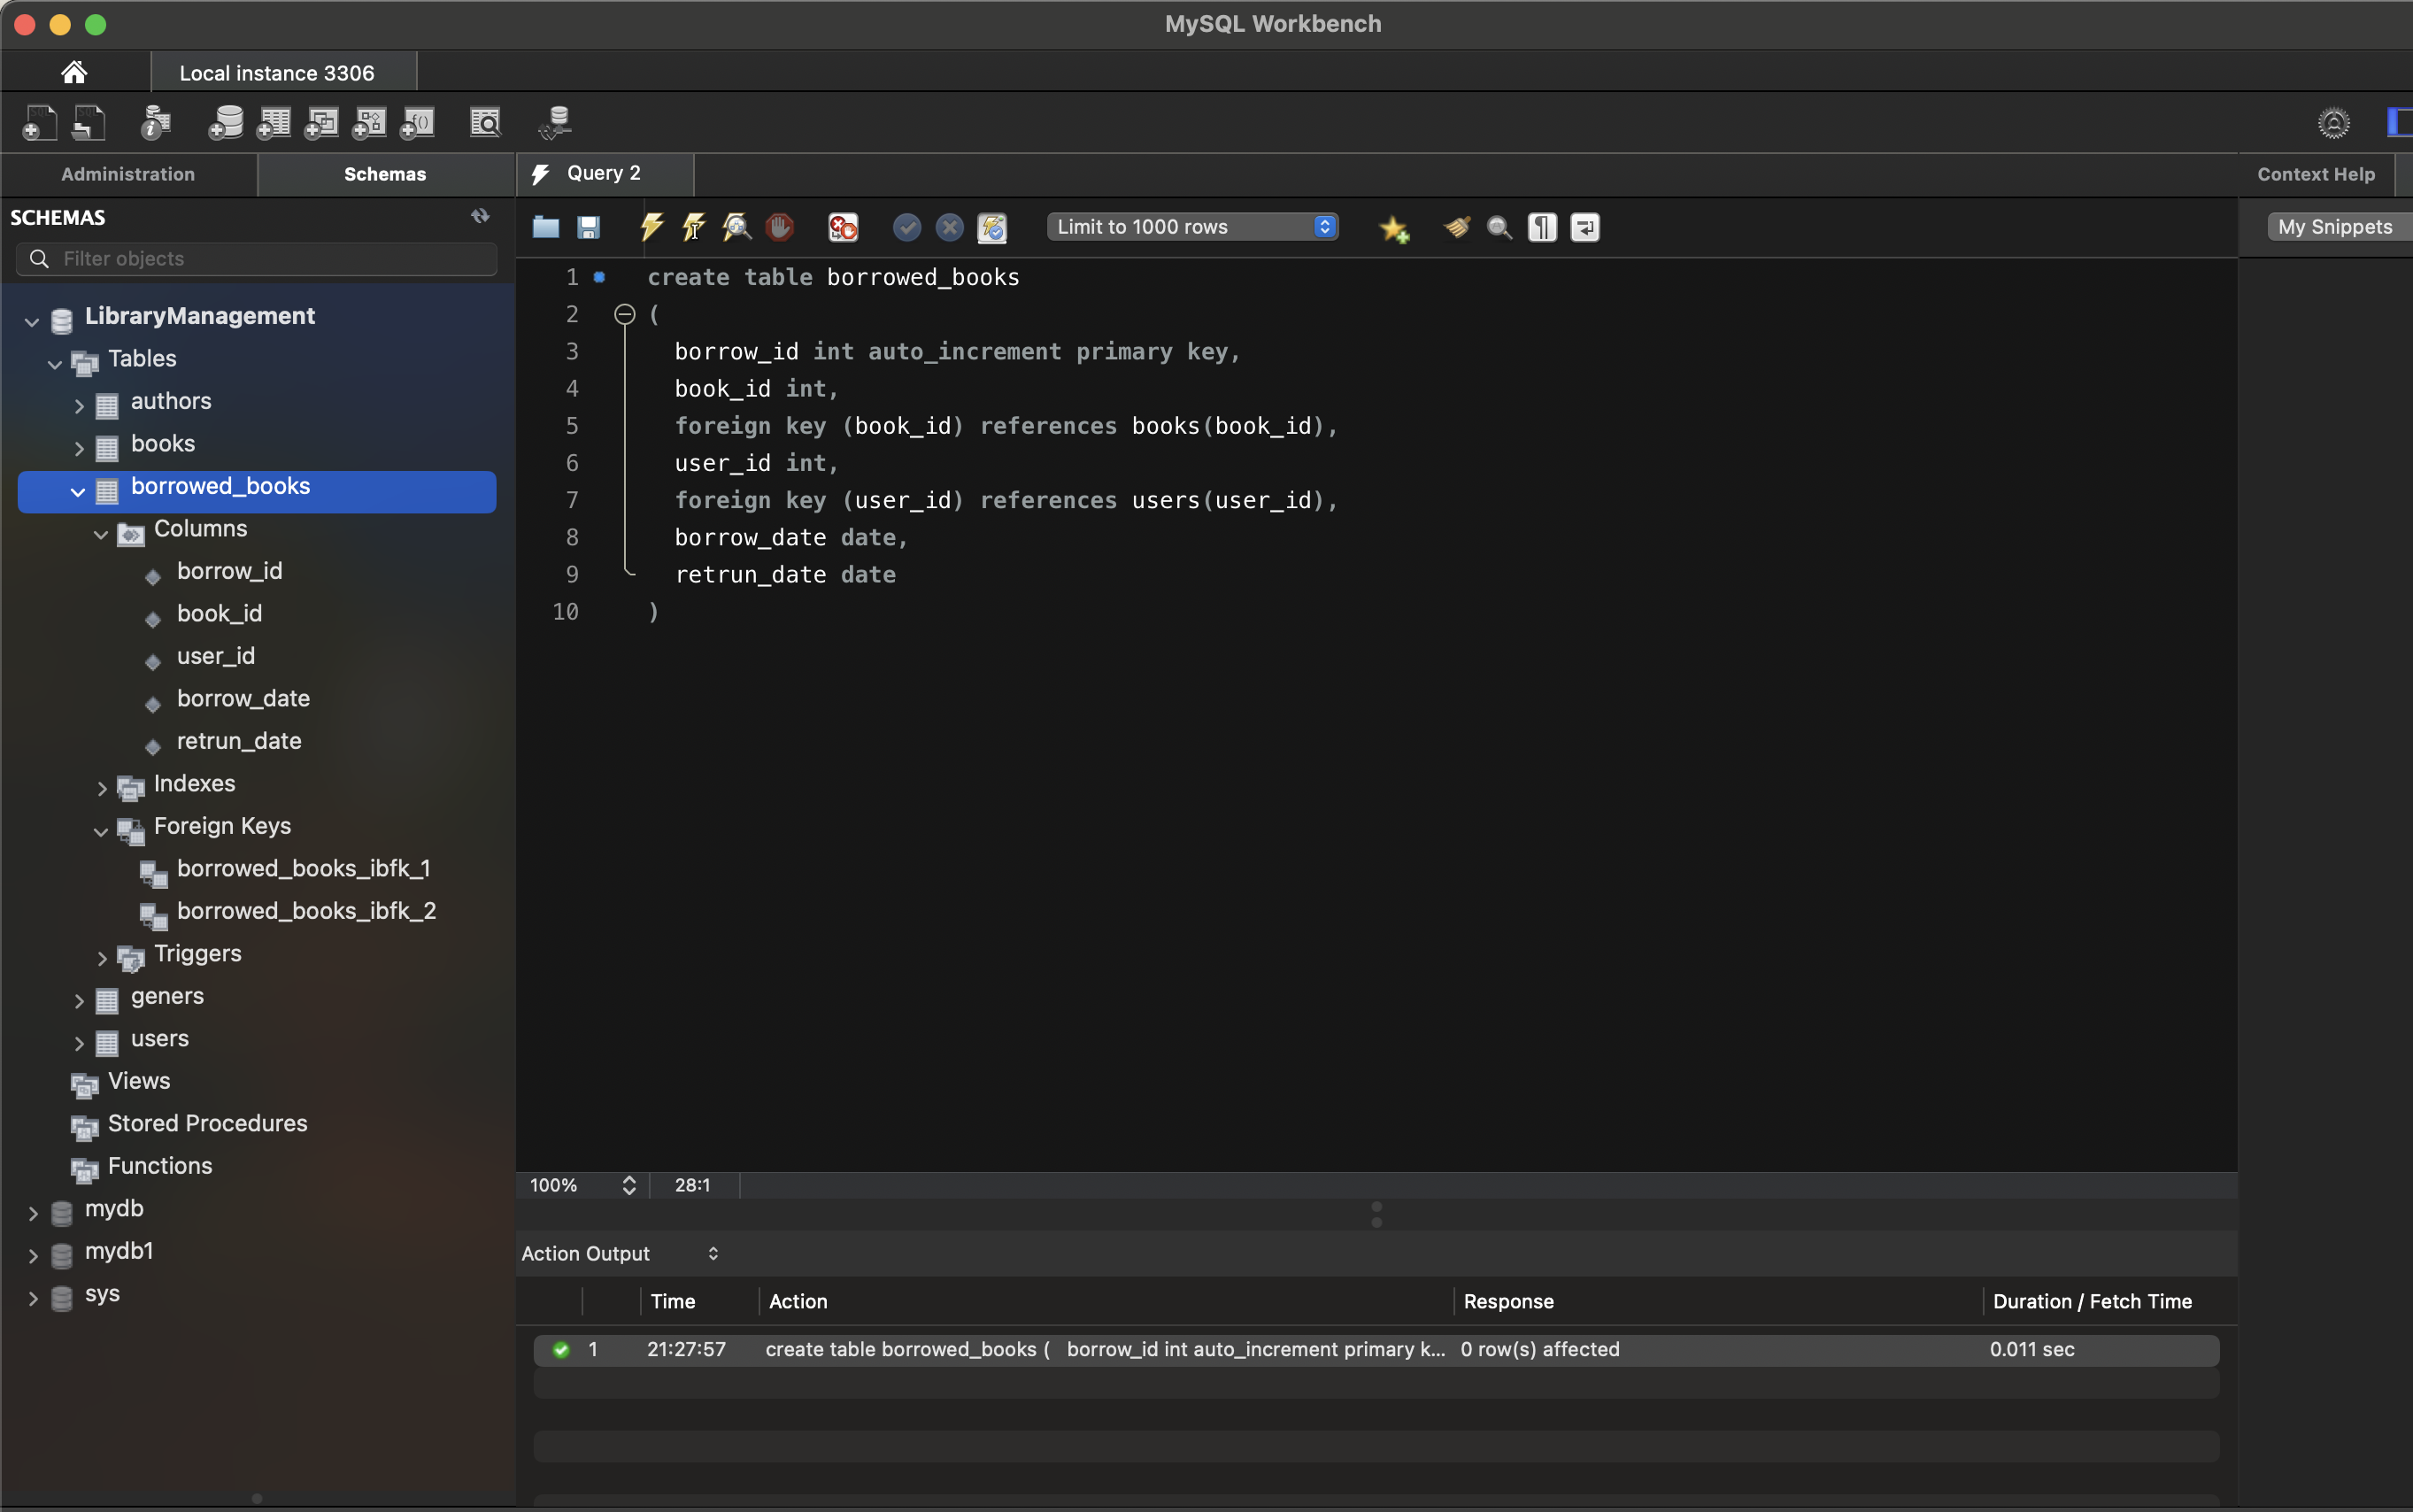 MySQL Workbench
Local instance 3306
Administration
Schemas
Query 2
Context Help
SCHEMAS
Limit to 1000 rows
My Snippets
Filter objects
LibraryManagement
Tables
authors
books
borrowed_books
Columns
borrow_id
book_id
user_id
borrow_date
retrun_date
Indexes
Foreign Keys
borrowed_books_ibfk_1
borrowed_books_ibfk_2
Triggers
geners
users
Views
Stored Procedures
Functions
mydb
mydb1
sys
1 create table borrowed_books
2 (
3 borrow_id int auto_increment primary key,
4 book_id int,
5 foreign key (book_id) references books(book_id),
6 user_id int,
7 foreign key (user_id) references users(user_id),
8 borrow_date date,
9 retrun_date date
10 )
100% 28:1
Action Output
Time Action Response Duration / Fetch Time
1 21:27:57 create table borrowed_books ( borrow_id int auto_increment primary k... 0 row(s) affected 0.011 sec